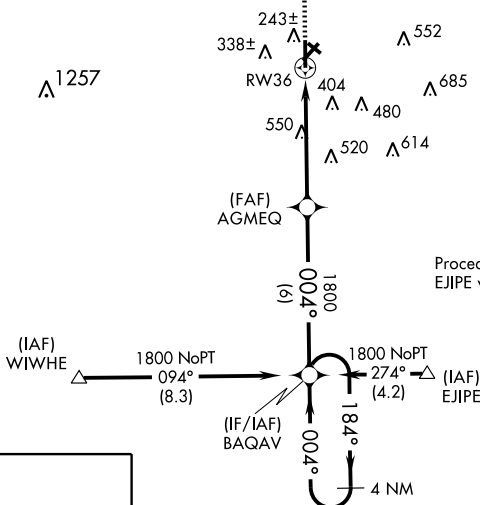 243±
552
338±
1257
RW36
404
685
480
550
520
614
(FAF)
AGMEQ
Proced
EJIPE
1800
004°
(6)
(IAF)
WIWHE
1800 NoPT
094°
(8.3)
1800 NoPT
274°
(4.2)
(IAF)
EJIPE
(IF/IAF)
BAQAV
004°
184°
4 NM